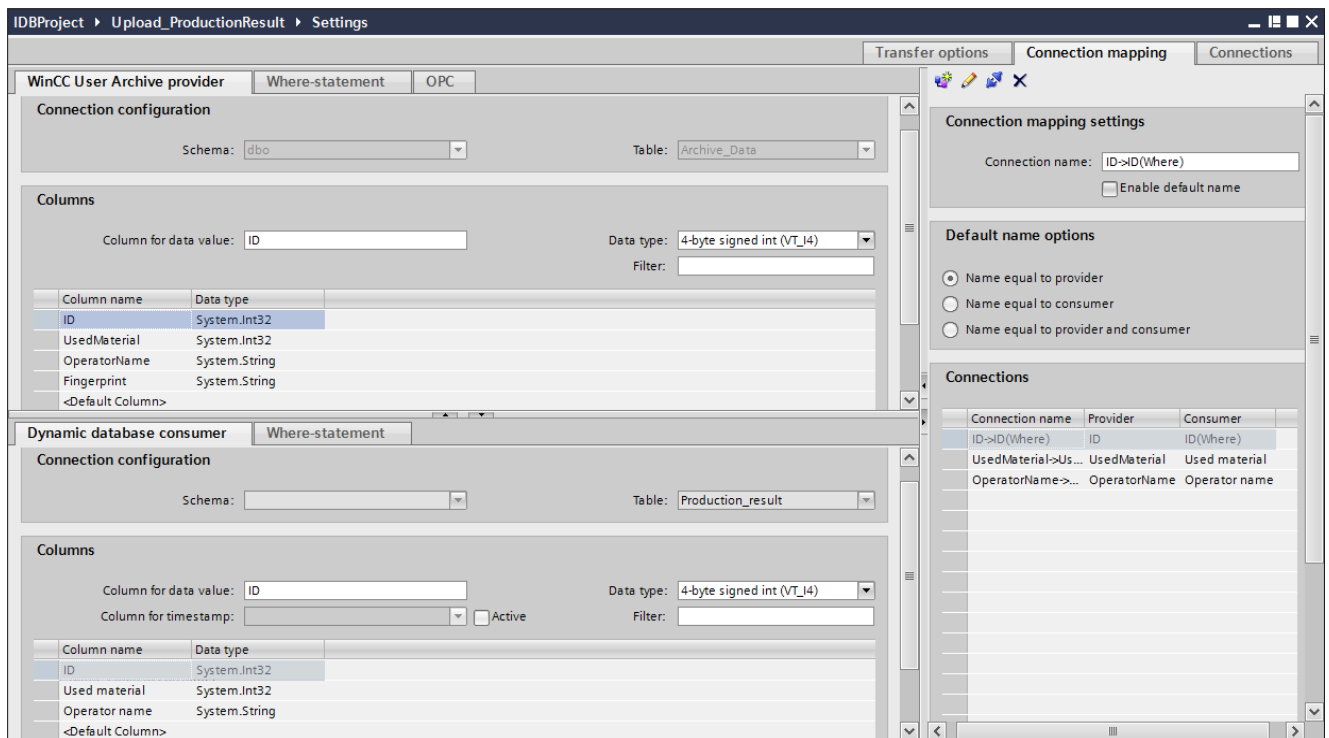 IDBProject ▸ Upload_ProductionResult ▸ Settings
Transfer options Connection mapping Connections
WinCC User Archive provider Where-statement OPC
Connection configuration
Schema: dbo Table: Archive_Data
Columns
Column for data value: ID Data type: 4-byte signed int (VT_I4)
Filter:
Column name Data type
ID System.Int32
UsedMaterial System.Int32
OperatorName System.String
Fingerprint System.String
<Default Column>
Dynamic database consumer Where-statement
Connection configuration
Schema: Table: Production_result
Columns
Column for data value: ID Data type: 4-byte signed int (VT_I4)
Column for timestamp: Active Filter:
Column name Data type
ID System.Int32
Used material System.Int32
Operator name System.String
<Default Column>
Connection mapping settings
Connection name: ID->ID(Where)
Enable default name
Default name options
Name equal to provider
Name equal to consumer
Name equal to provider and consumer
Connections
Connection name Provider Consumer
ID->ID(Where) ID ID(Where)
UsedMaterial->Us... UsedMaterial Used material
OperatorName->... OperatorName Operator name